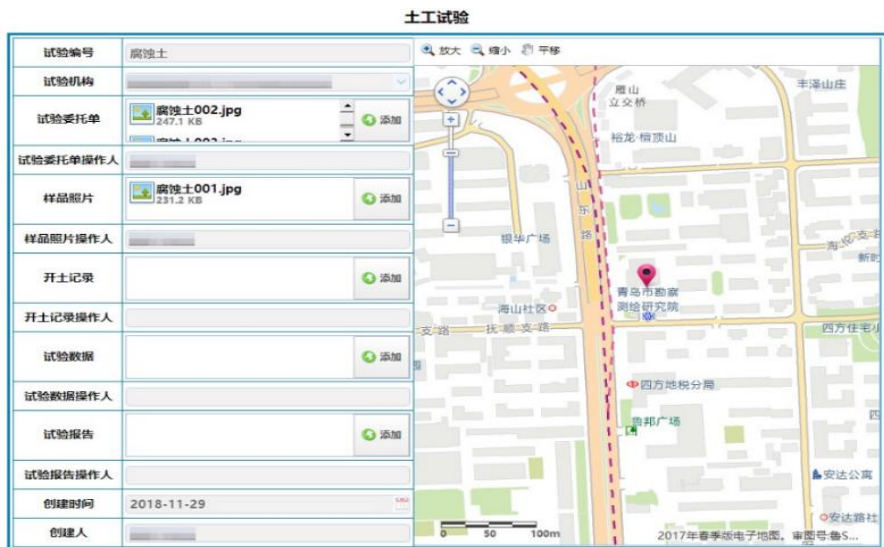 土工试验
试验编号
腐蚀土
试验机构
试验委托单
腐蚀土002.jpg
247.1 KB
添加
试验委托单操作人
样品照片
腐蚀土001.jpg
231.2 KB
添加
样品照片操作人
开土记录
添加
开土记录操作人
试验数据
添加
试验数据操作人
试验报告
添加
试验报告操作人
创建时间
2018-11-29
创建人
放大 缩小 平移
雁山
立交桥
丰泽山庄
裕龙·檀顶山
山东路
银华广场
新时
青岛市勘察
测绘研究院
海山社区
支路
抚顺支路
四方住宅小
四方地税分局
四
鲁邦广场
安达公寓
安达路社
0 50 100m
2017年春季版电子地图。审图号:鲁S...